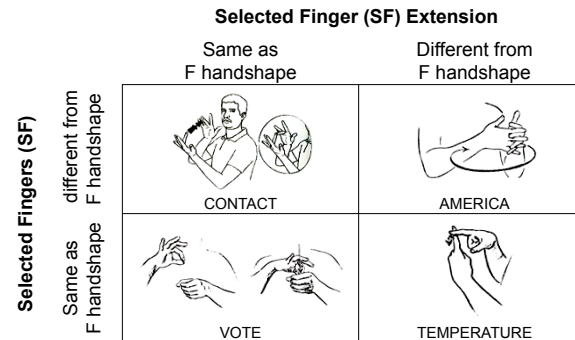 Selected Finger (SF) Extension
Same as
F handshape
Different from
F handshape
Selected Fingers (SF)
different from
F handshape
CONTACT
AMERICA
Same as
F handshape
VOTE
TEMPERATURE